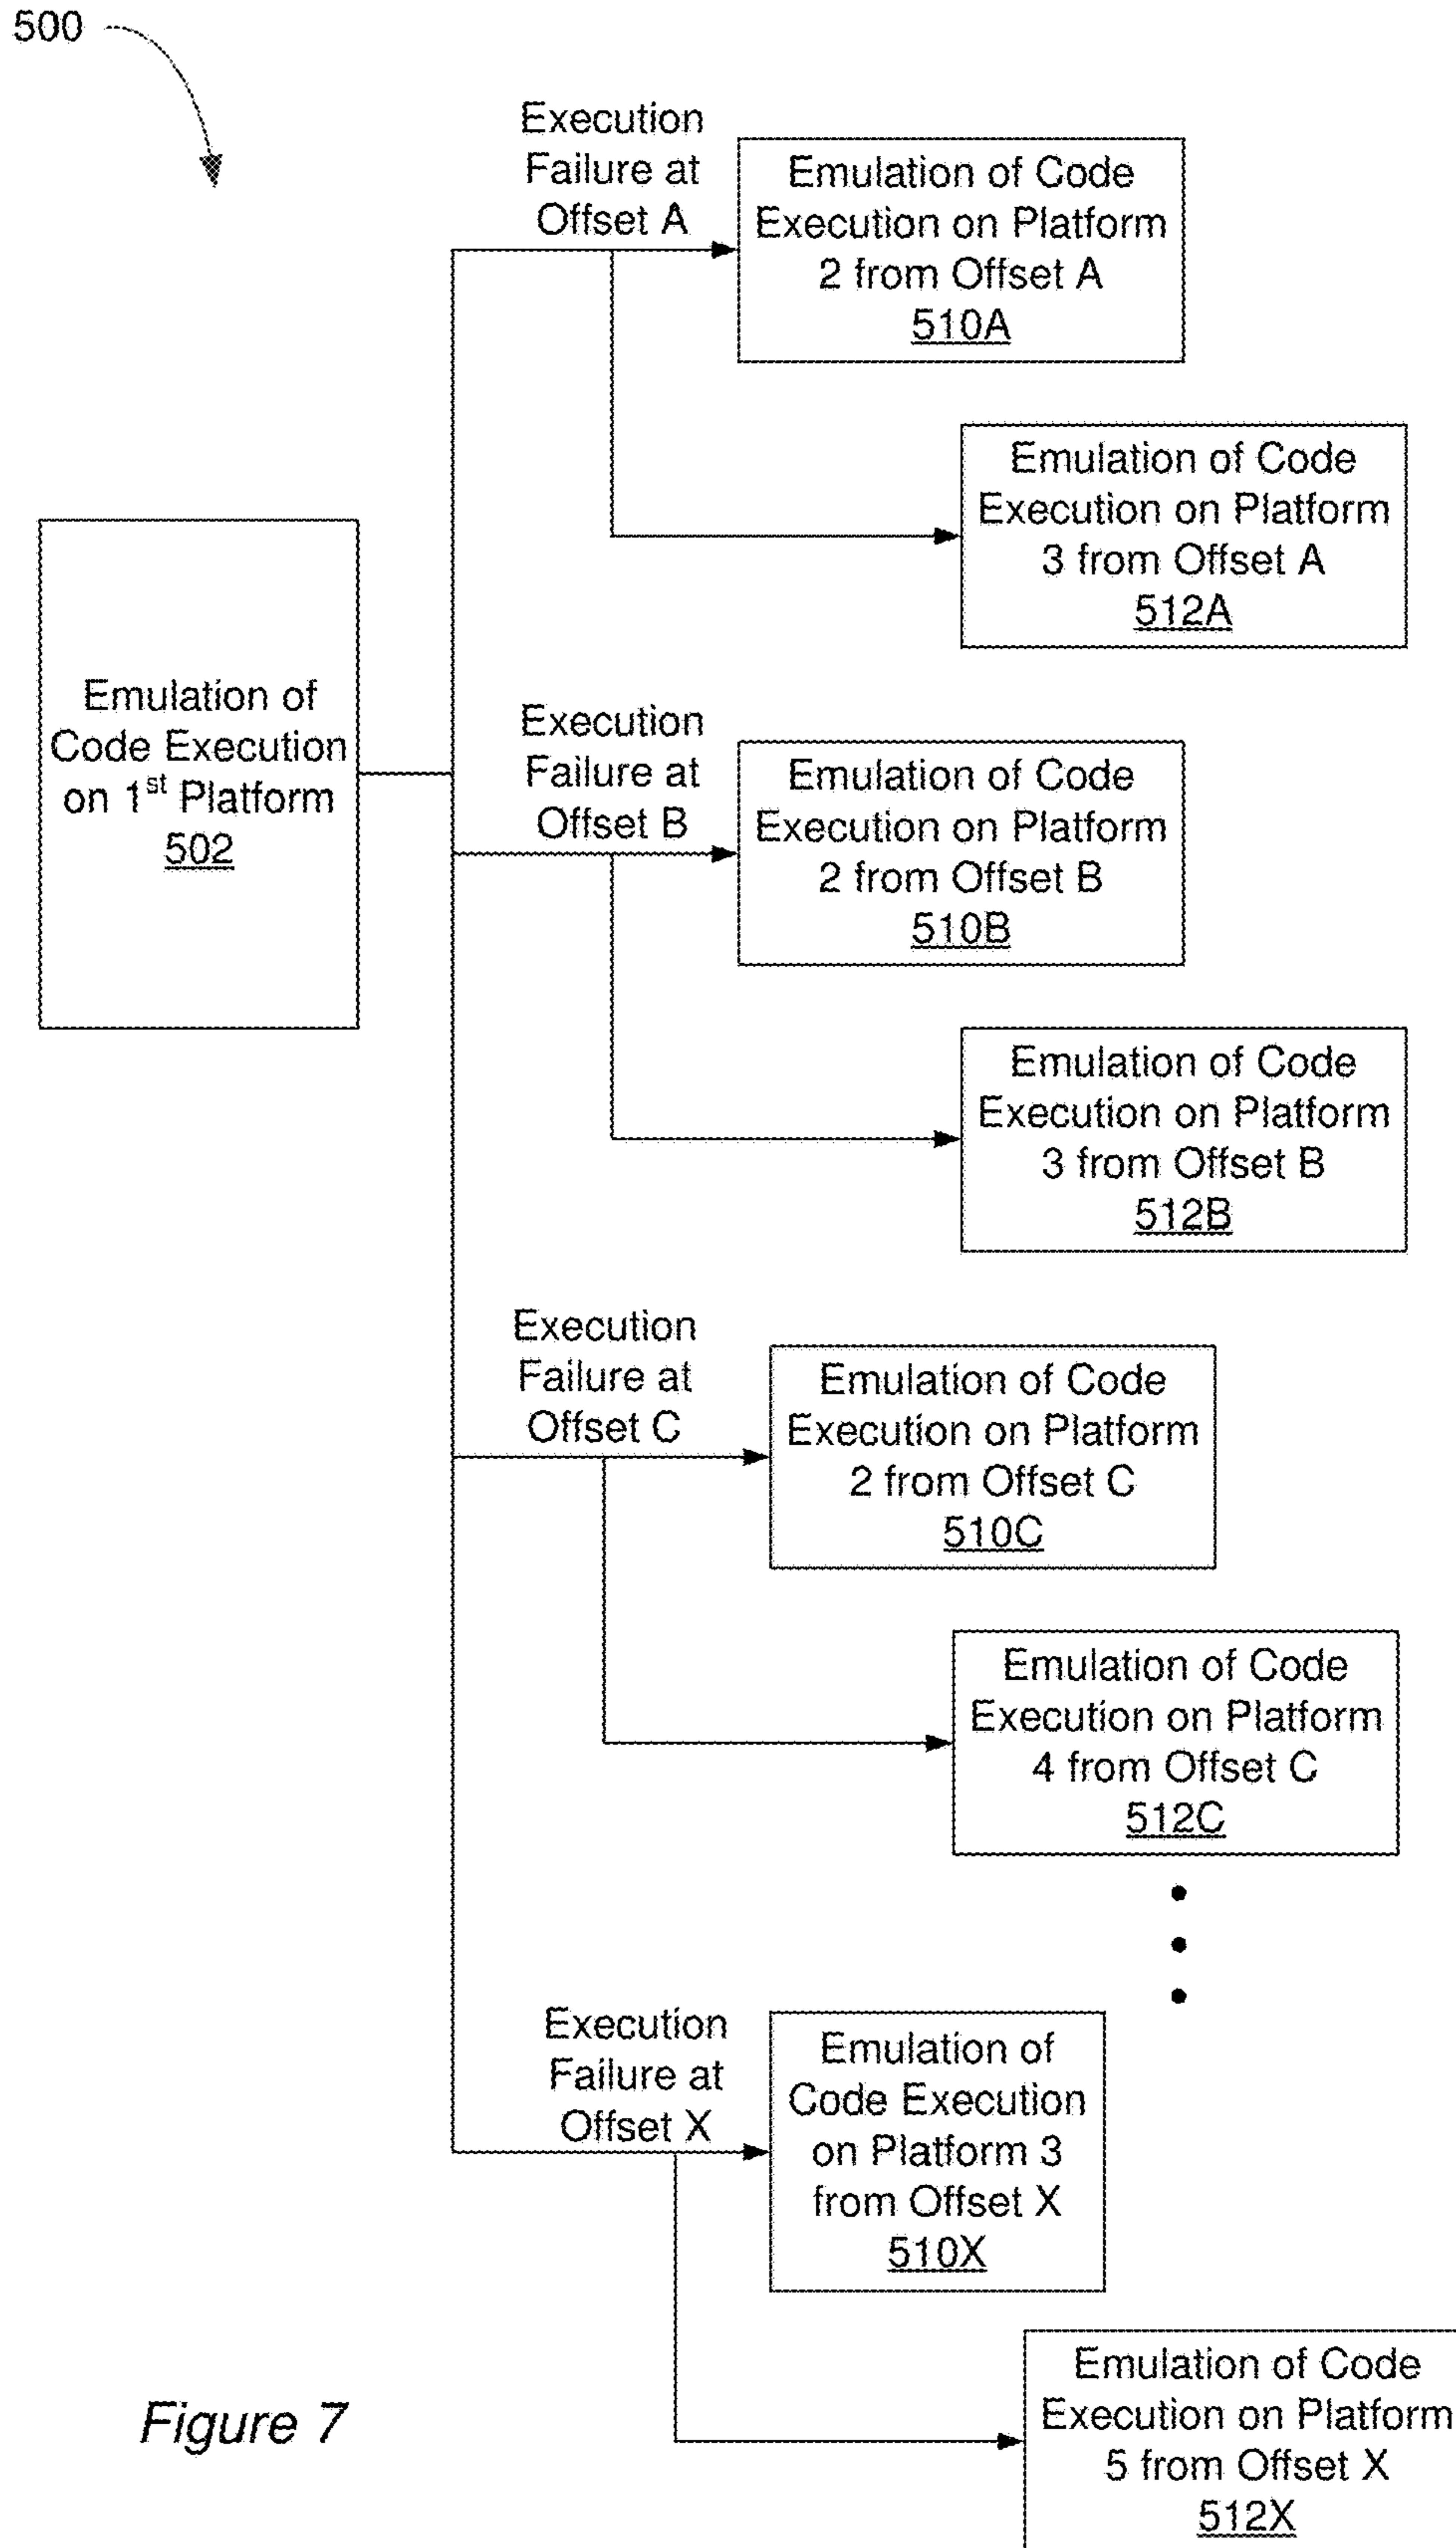 500
Execution
Failure at
Offset A
Emulation of Code
Execution on Platform
2 from Offset A
510A
Emulation of Code
Execution on Platform
3 from Offset A
512A
Emulation of
Code Execution
on 1st Platform
502
Execution
Failure at
Offset B
Emulation of Code
Execution on Platform
2 from Offset B
510B
Emulation of Code
Execution on Platform
3 from Offset B
512B
Execution
Failure at
Offset C
Emulation of Code
Execution on Platform
2 from Offset C
510C
Emulation of Code
Execution on Platform
4 from Offset C
512C
Execution
Failure at
Offset X
Emulation of
Code Execution
on Platform 3
from Offset X
510X
Emulation of Code
Execution on Platform
5 from Offset X
512X
Figure 7